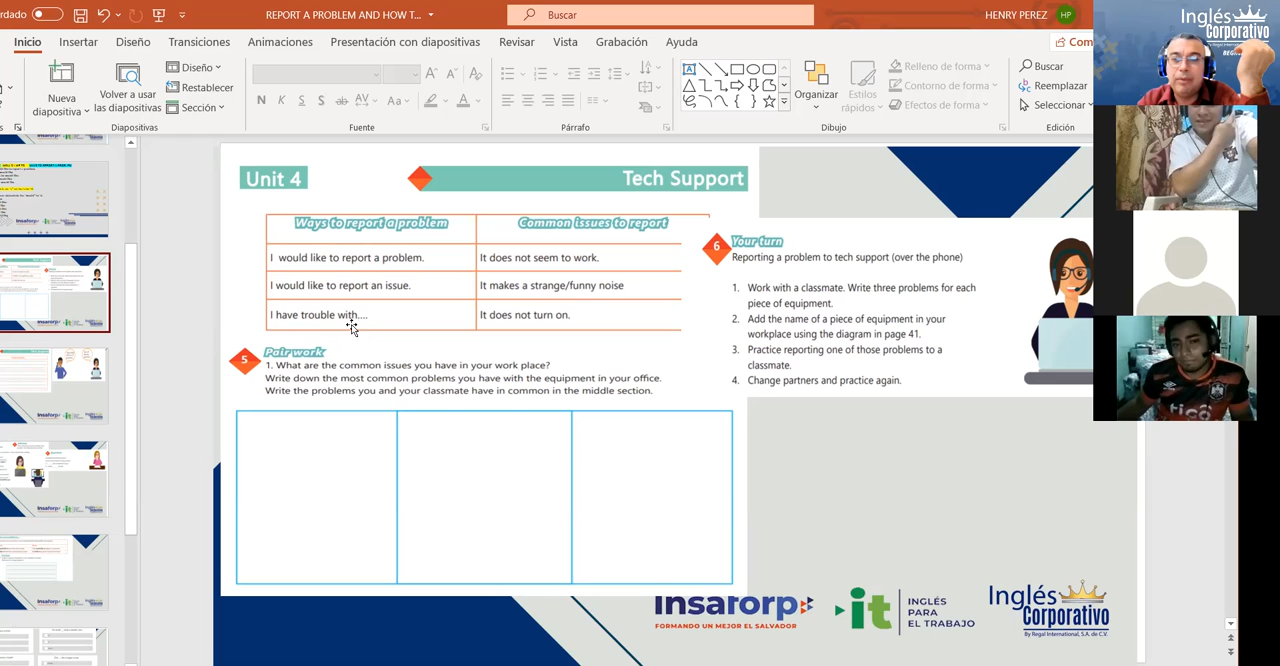 rdado
REPORT A PROBLEM AND HOW T...
Buscar
HENRY PEREZ
HP
Inicio
Insertar
Diseño
Transiciones
Animaciones
Presentación con diapositivas
Revisar
Vista
Grabación
Ayuda
Com
Nueva
diapositiva
Volver a usar
las diapositivas
Diseño
Restablecer
Sección
Diapositivas
N K S S ab AV Aa
Fuente
Párrafo
Organizar
Estilos
rápidos
Relleno de forma
Contorno de forma
Efectos de forma
Dibujo
Buscar
Reemplazar
Seleccionar
Edición
Inglés
Corporativo
Unit 4
Tech Support
Ways to report a problem
Common issues to report
I would like to report a problem.
It does not seem to work.
I would like to report an issue.
It makes a strange/funny noise
I have trouble with....
It does not turn on.
5
Pair work
1. What are the common issues you have in your work place?
Write down the most common problems you have with the equipment in your office.
Write the problems you and your classmate have in common in the middle section.
6
Your turn
Reporting a problem to tech support (over the phone)
1. Work with a classmate. Write three problems for each
piece of equipment.
2. Add the name of a piece of equipment in your
workplace using the diagram in page 41.
3. Practice reporting one of those problems to a
classmate.
4. Change partners and practice again.
tigo
Insaforp
FORMANDO UN MEJOR EL SALVADOR
it
INGLÉS
PARA
EL TRABAJO
Inglés
Corporativo
By Regal International, S.A. de C.V.